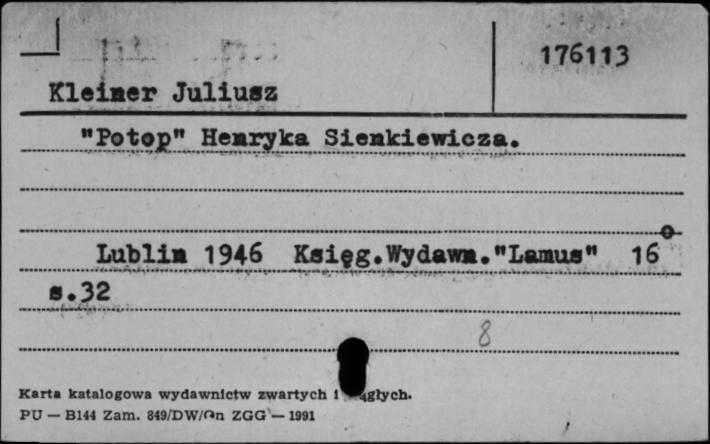 176113
Kleiner Juliusz
"Potop" Henryka Sienkiewicza.
Lublin 1946 Księg.Wydawn."Lamus" 16°
s.32
8
Karta katalogowa wydawnictw zwartych i
PU — B144 Zam. 849/DW/ ZGG — 1991